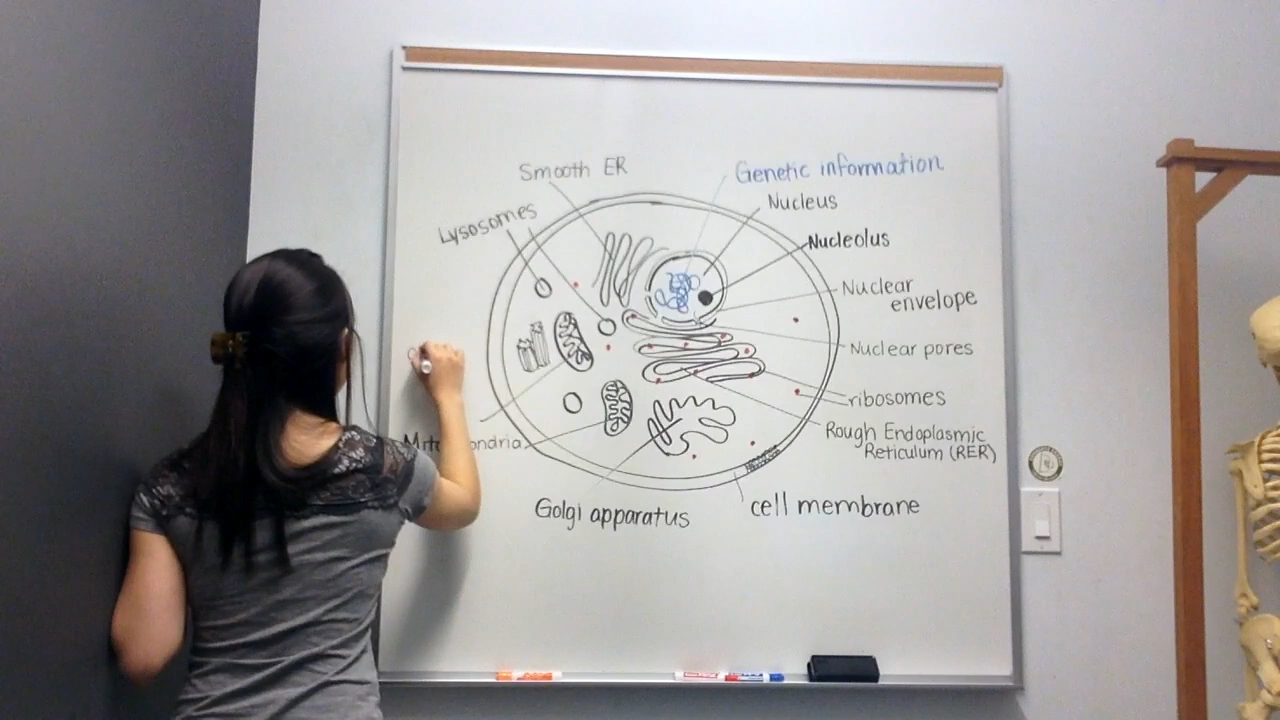 Smooth ER
Genetic information
Lysosomes
Nucleus
Nucleolus
Nuclear
envelope
Nuclear pores
ribosomes
Rough Endoplasmic
Reticulum (RER)
Golgi apparatus
cell membrane